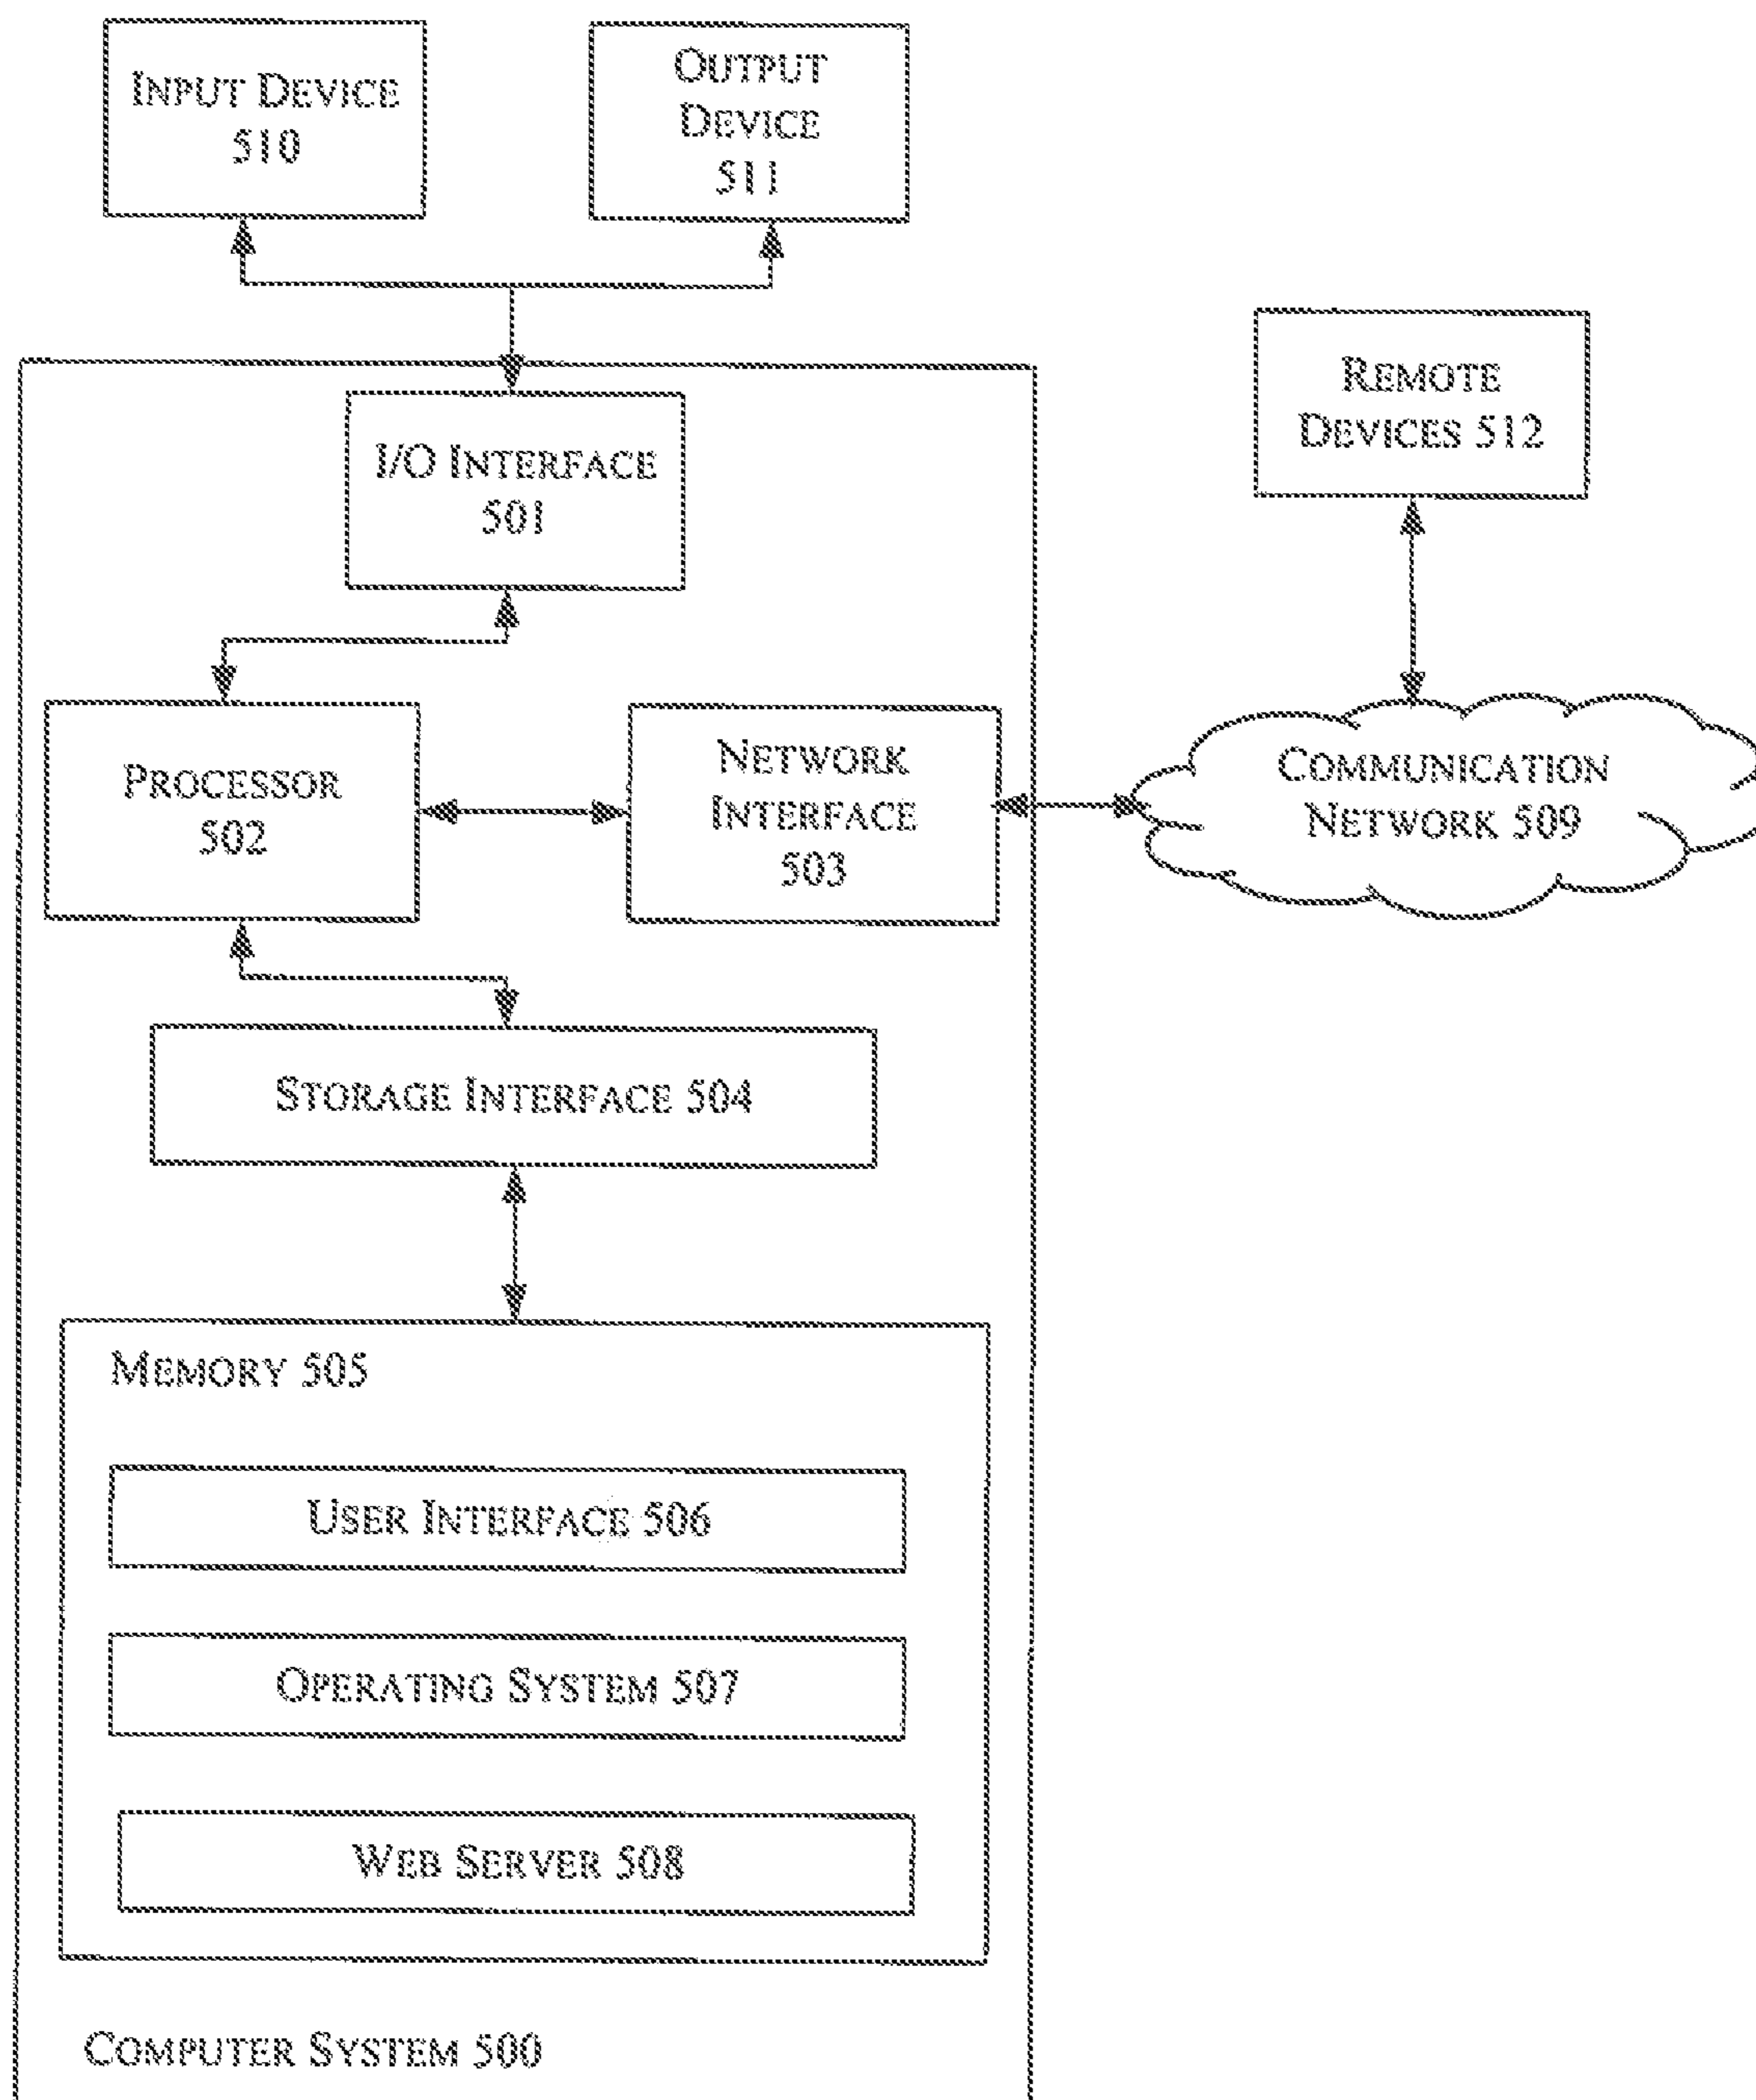 INPUT DEVICE
510
OUTPUT
DEVICE
511
REMOTE
DEVICES 512
I/O INTERFACE
501
PROCESSOR
502
NETWORK
INTERFACE
503
COMMUNICATION
NETWORK 509
STORAGE INTERFACE 504
MEMORY 505
USER INTERFACE 506
OPERATING SYSTEM 507
WEB SERVER 508
COMPUTER SYSTEM 500